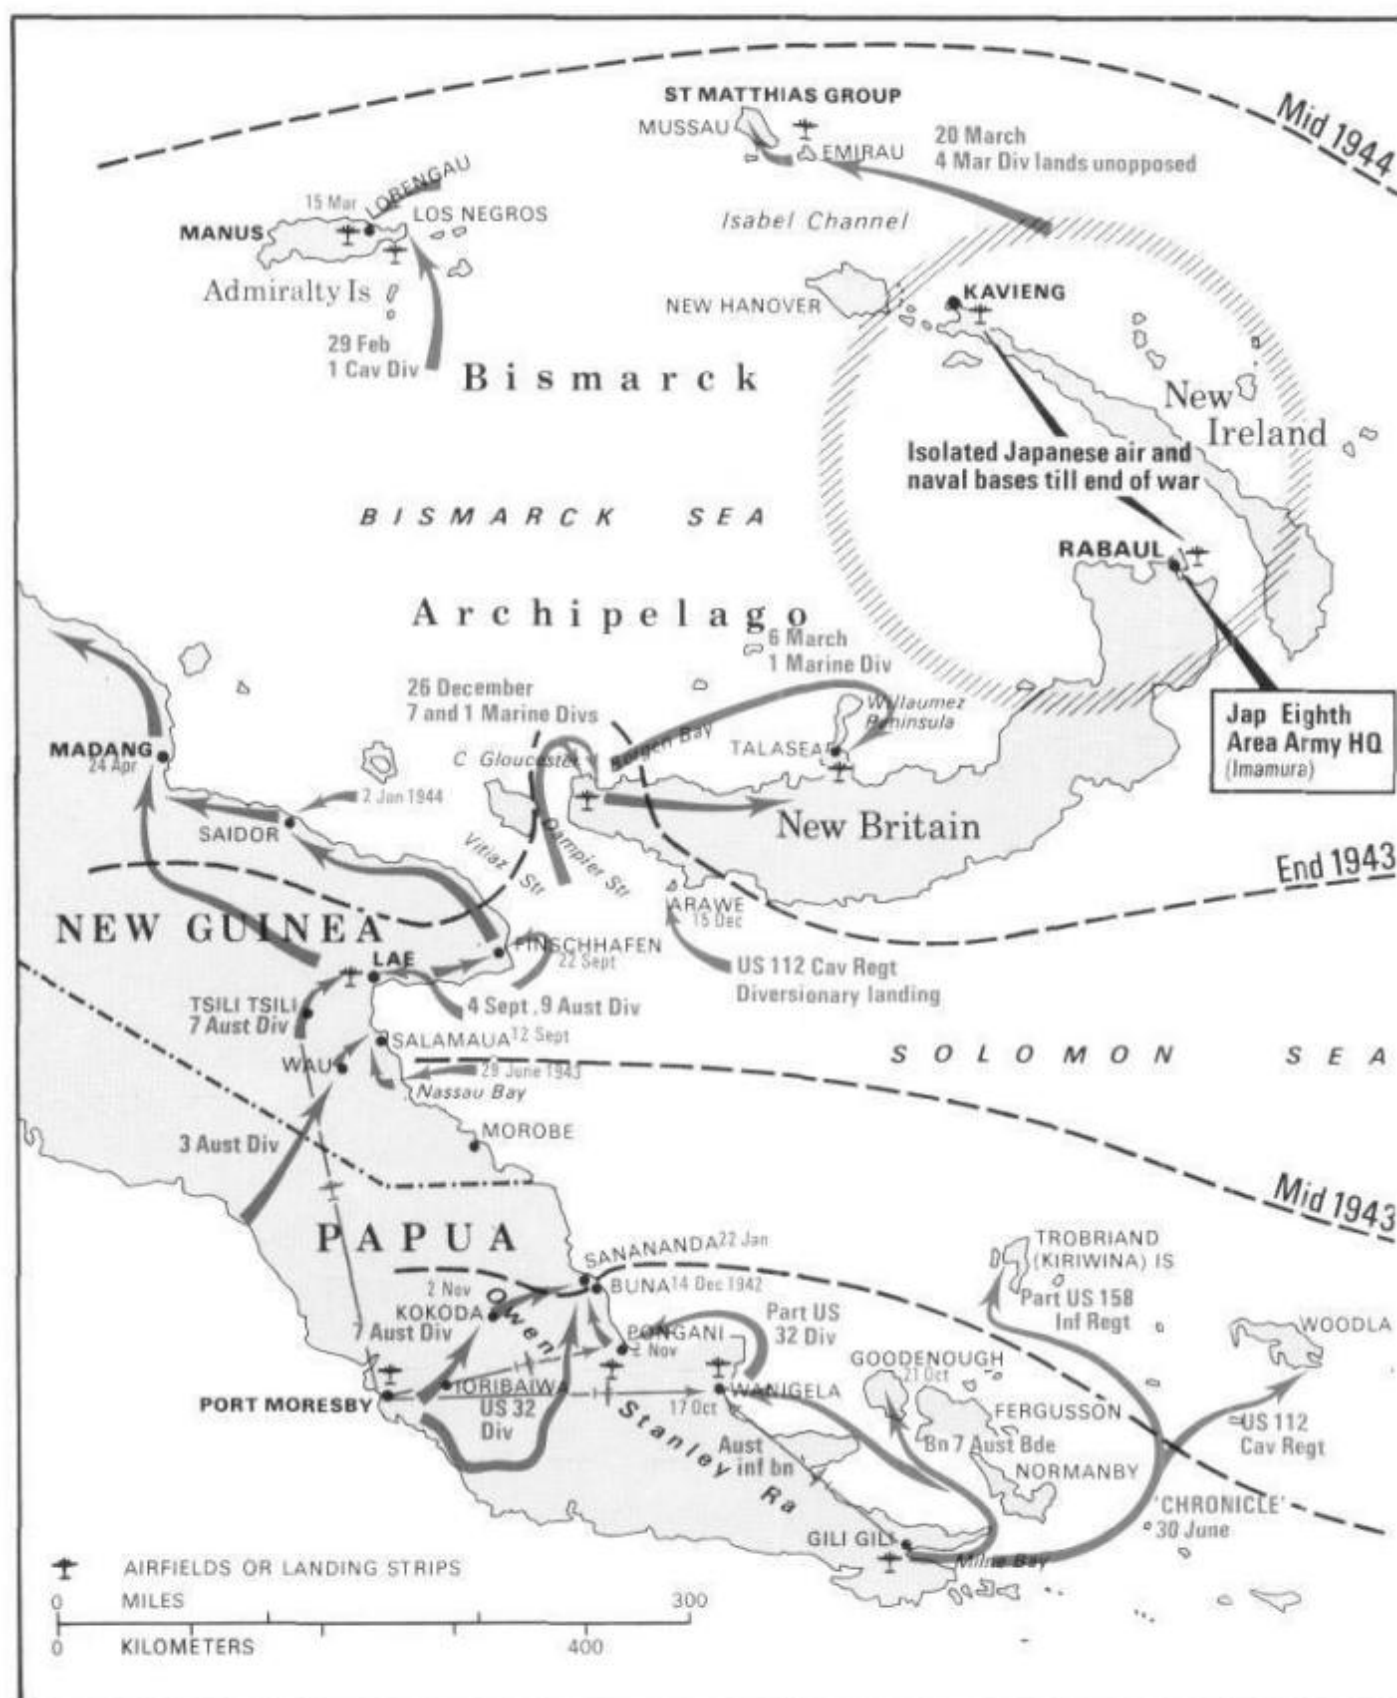 Mid 1944
ST MATTHIAS GROUP
MUSSAU
EMIRAU
20 March
4 Mar Div lands unopposed
15 Mar
LORENGAU
LOS NEGROS
MANUS
Isabel Channel
Admiralty Is
NEW HANOVER
KAVIENG
29 Feb
1 Cav Div
Bismarck
New
Ireland
Isolated Japanese air and
naval bases till end of war
BISMARCK SEA
RABAUL
Archipelago
6 March
1 Marine Div
26 December
7 and 1 Marine Divs
Willaumez
Peninsula
Jap Eighth
Area Army HQ
(Imamura)
MADANG
24 Apr
C Gloucester
Borgen Bay
TALASEA
2 Jan 1944
SAIDOR
New Britain
Vitiaz Str
Dampier Str
End 1943
ARAWE
15 Dec
NEW GUINEA
FINSCHHAFEN
22 Sept
LAE
US 112 Cav Regt
Diversionary landing
TSILI TSILI
7 Aust Div
4 Sept, 9 Aust Div
SALAMAUA 12 Sept
SOLOMON SEA
WAU
29 June 1943
Nassau Bay
MOROBE
3 Aust Div
Mid 1943
PAPUA
SANANANDA 22 Jan
TROBRIAND
(KIRIWINA) IS
2 Nov
BUNA 14 Dec 1942
KOKODA
7 Aust Div
Owen
Part US
32 Div
Part US 158
Inf Regt
PONGANI
2 Nov
WOODLA
GOODENOUGH
21 Oct
IORIBAIWA
WANIGELA
PORT MORESBY
US 32
Div
17 Oct
Stanley Ra
FERGUSSON
US 112
Cav Regt
Aust
inf bn
Bn 7 Aust Bde
NORMANBY
'CHRONICLE'
30 June
GILI GILI
Milne Bay
AIRFIELDS OR LANDING STRIPS
0 MILES 300
0 KILOMETERS 400